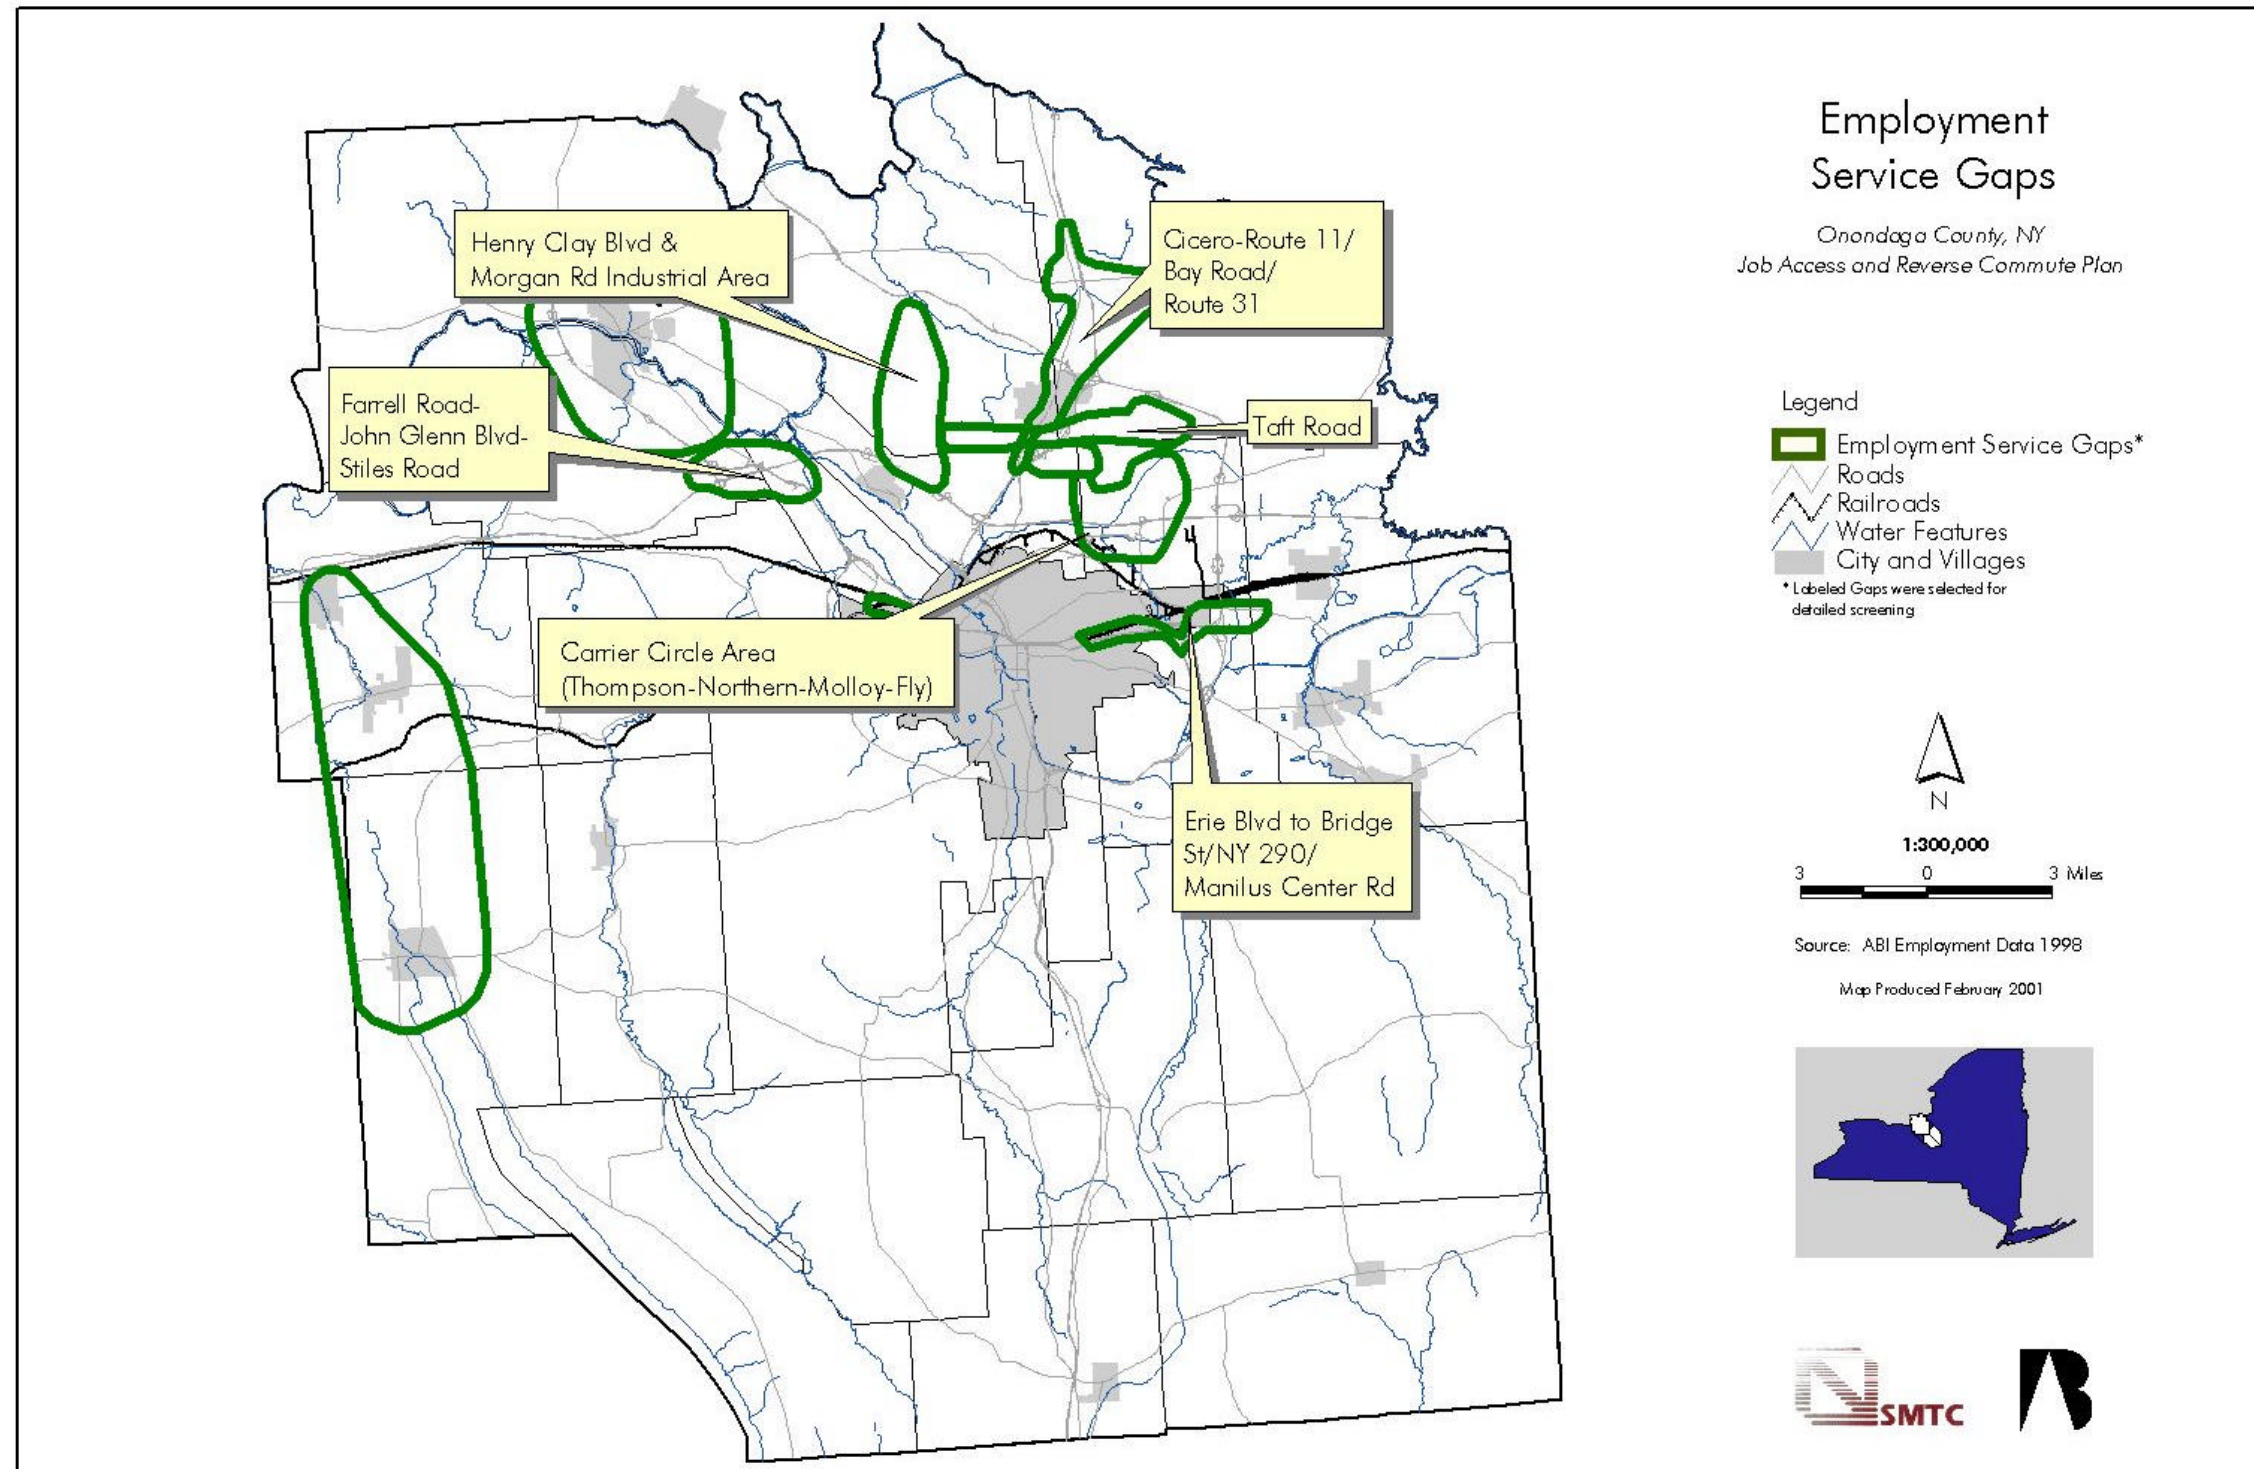 Employment
Service Gaps
Onondaga County, NY
Job Access and Reverse Commute Plan
Henry Clay Blvd &
Morgan Rd Industrial Area
Cicero-Route 11/
Bay Road/
Route 31
Farrell Road-
John Glenn Blvd-
Stiles Road
Taft Road
Carrier Circle Area
(Thompson-Northern-Molloy-Fly)
Erie Blvd to Bridge
St/NY 290/
Manilus Center Rd
Legend
Employment Service Gaps*
Roads
Railroads
Water Features
City and Villages
* Labeled Gaps were selected for
detailed screening
N
1:300,000
3 0 3 Miles
Source: ABI Employment Data 1998
Map Produced February 2001
SMTC